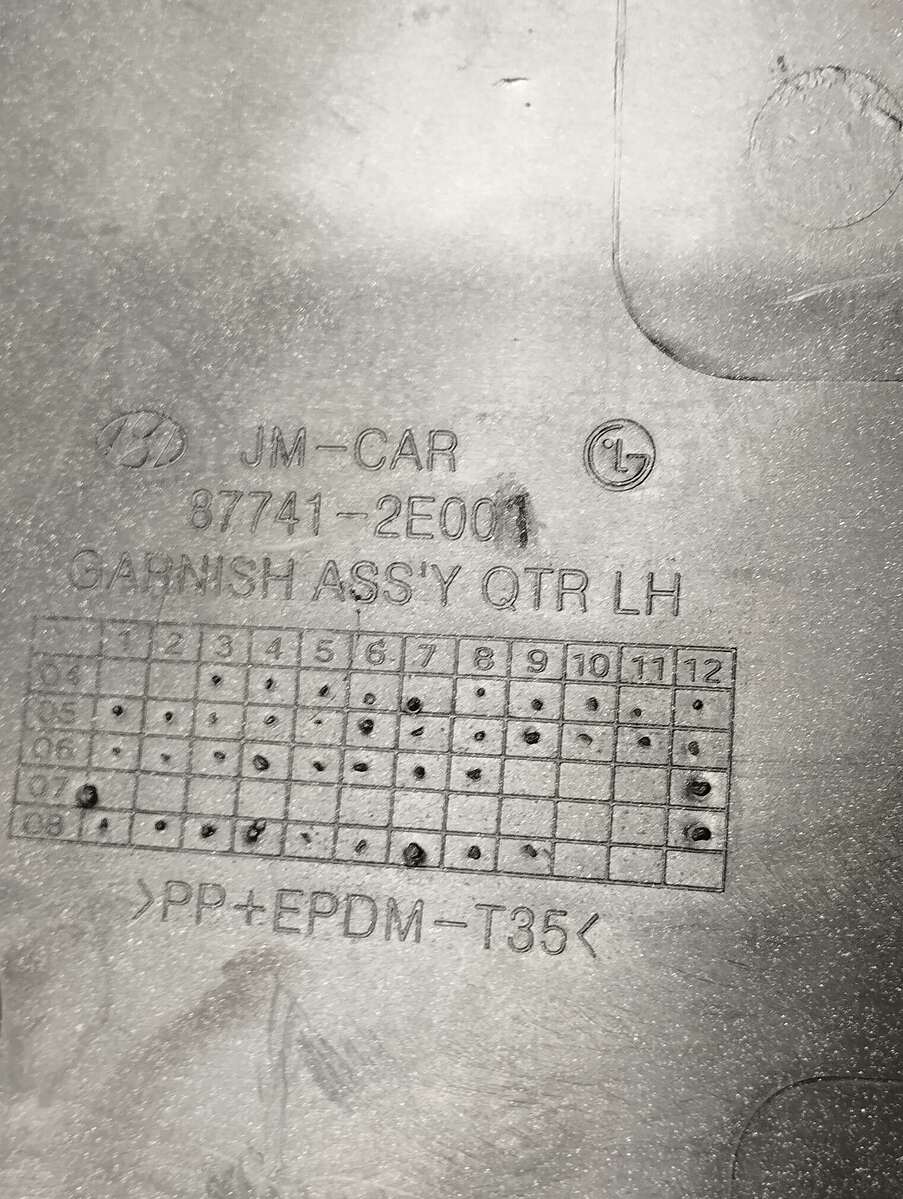 JM-CAR
LG
87741-2E001
GARNISH ASS'Y QTR LH
1 2 3 4 5 6 7 8 9 10 11 12
04
05
06
07
08
>PP+EPDM-T35<